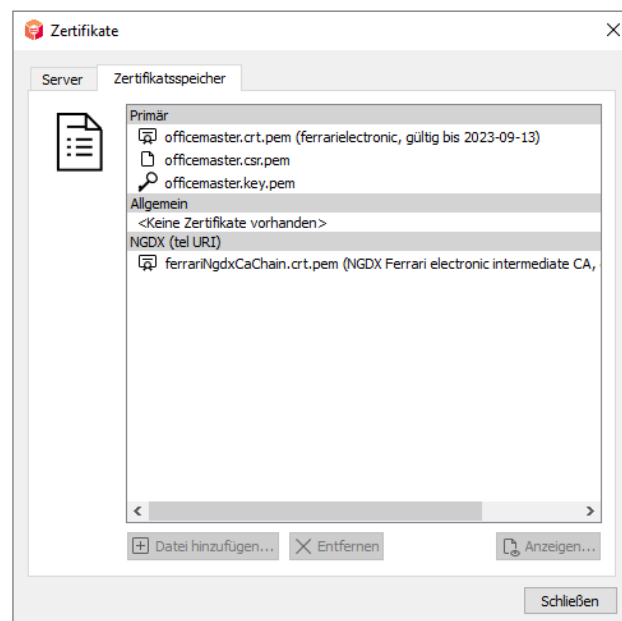 Zertifikate
Server Zertifikatsspeicher
Primär
officemaster.crt.pem (ferrarielectronic, gültig bis 2023-09-13)
officemaster.csr.pem
officemaster.key.pem
Allgemein
<Keine Zertifikate vorhanden>
NGDX (tel URI)
ferrariNgdxCaChain.crt.pem (NGDX Ferrari electronic intermediate CA,
Datei hinzufügen... Entfernen Anzeigen...
Schließen